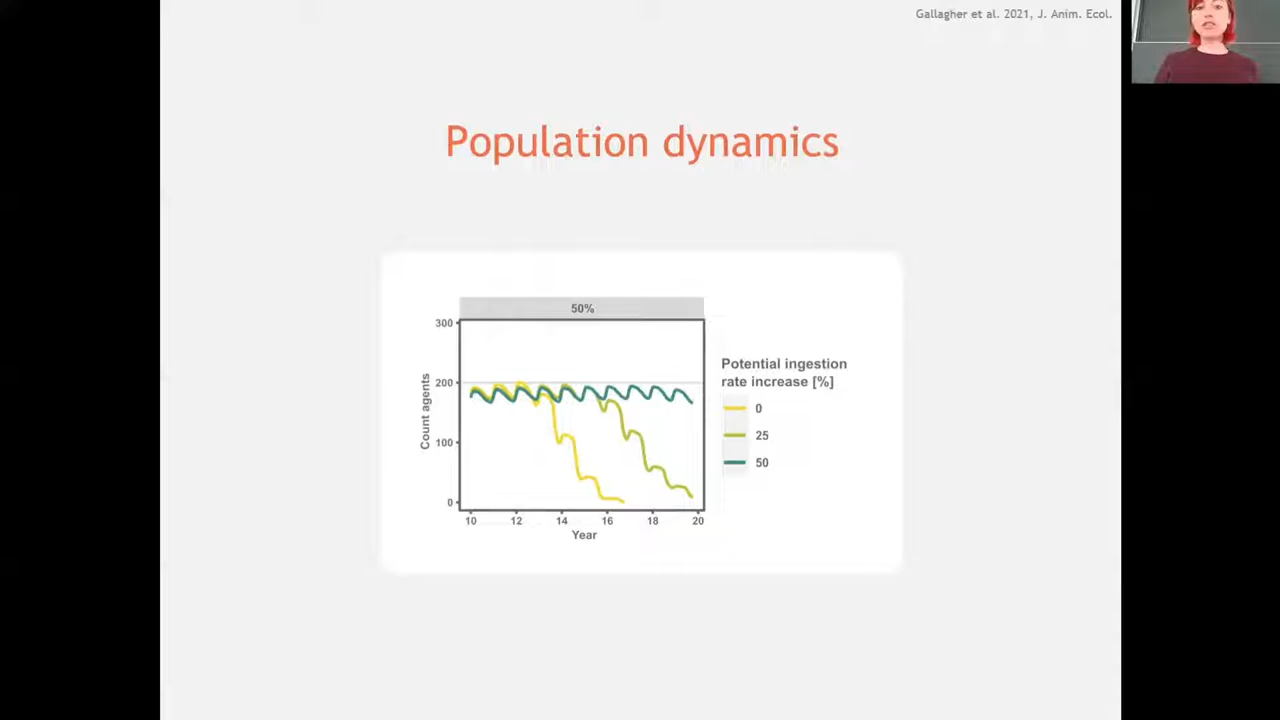 Gallagher et al. 2021, J. Anim. Ecol.
Population dynamics
50%
300
200
100
0
Count agents
10 12 14 16 18 20
Year
Potential ingestion
rate increase [%]
0
25
50